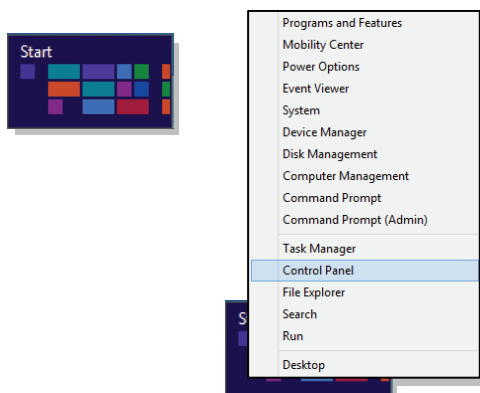 Start
Programs and Features
Mobility Center
Power Options
Event Viewer
System
Device Manager
Disk Management
Computer Management
Command Prompt
Command Prompt (Admin)
Task Manager
Control Panel
File Explorer
Search
Run
Desktop